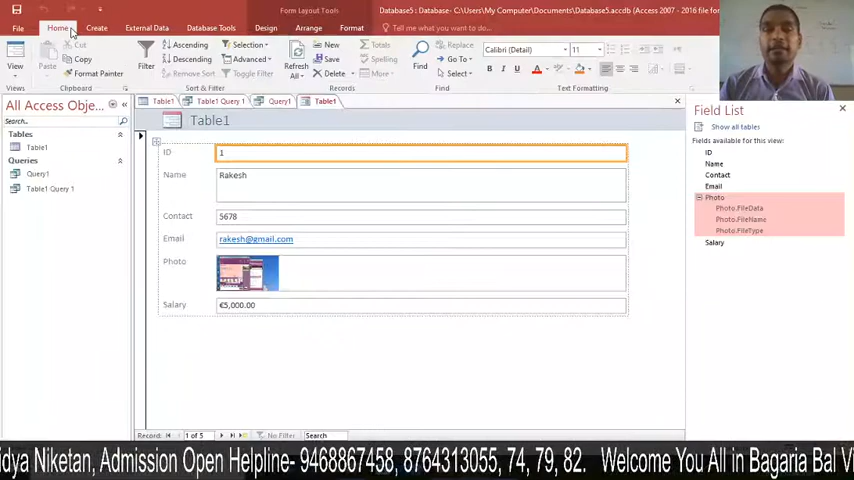 Form Layout Tools
Database5 : Database- C:\Users\My Computer\Documents\Database5.accdb (Access 2007 - 2016 file for
File Home Create External Data Database Tools Design Arrange Format Tell me what you want to do...
View
Paste
Cut
Copy
Format Painter
Clipboard
Views
Filter
Ascending
Descending
Remove Sort
Selection
Advanced
Toggle Filter
Sort & Filter
Refresh All
New
Save
Delete
Totals
Spelling
More
Records
Find
Replace
Go To
Select
Find
Calibri (Detail) 11
B I U A
Text Formatting
All Access Obje...
Search...
Tables
Table1
Queries
Query1
Table1 Query 1
Table1 Table1 Query 1 Query1 Table1
Table1
ID 1
Name Rakesh
Contact 5678
Email rakesh@gmail.com
Photo
Salary €5,000.00
Record: 1 of 5 No Filter Search
Field List
Show all tables
Fields available for this view:
ID
Name
Contact
Email
Photo
Photo.FileData
Photo.FileName
Photo.FileType
Salary
idya Niketan, Admission Open Helpline- 9468867458, 8764313055, 74, 79, 82. Welcome You All in Bagaria Bal Vi